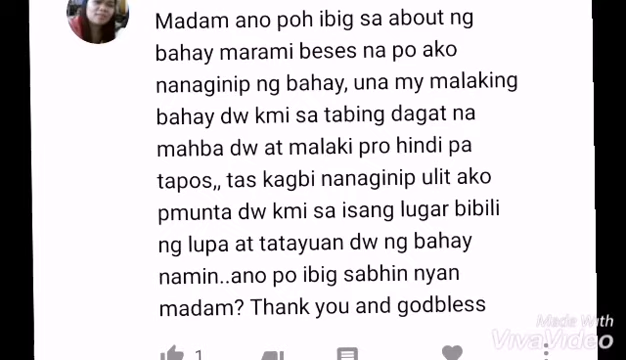 Madam ano poh ibig sa about ng
bahay marami beses na po ako
nanaginip ng bahay, una my malaking
bahay dw kmi sa tabing dagat na
mahba dw at malaki pro hindi pa
tapos,, tas kagbi nanaginip ulit ako
pmunta dw kmi sa isang lugar bibili
ng lupa at tatayuan dw ng bahay
namin..ano po ibig sabhin nyan
madam? Thank you and godbless
1
Made With
VivaVideo